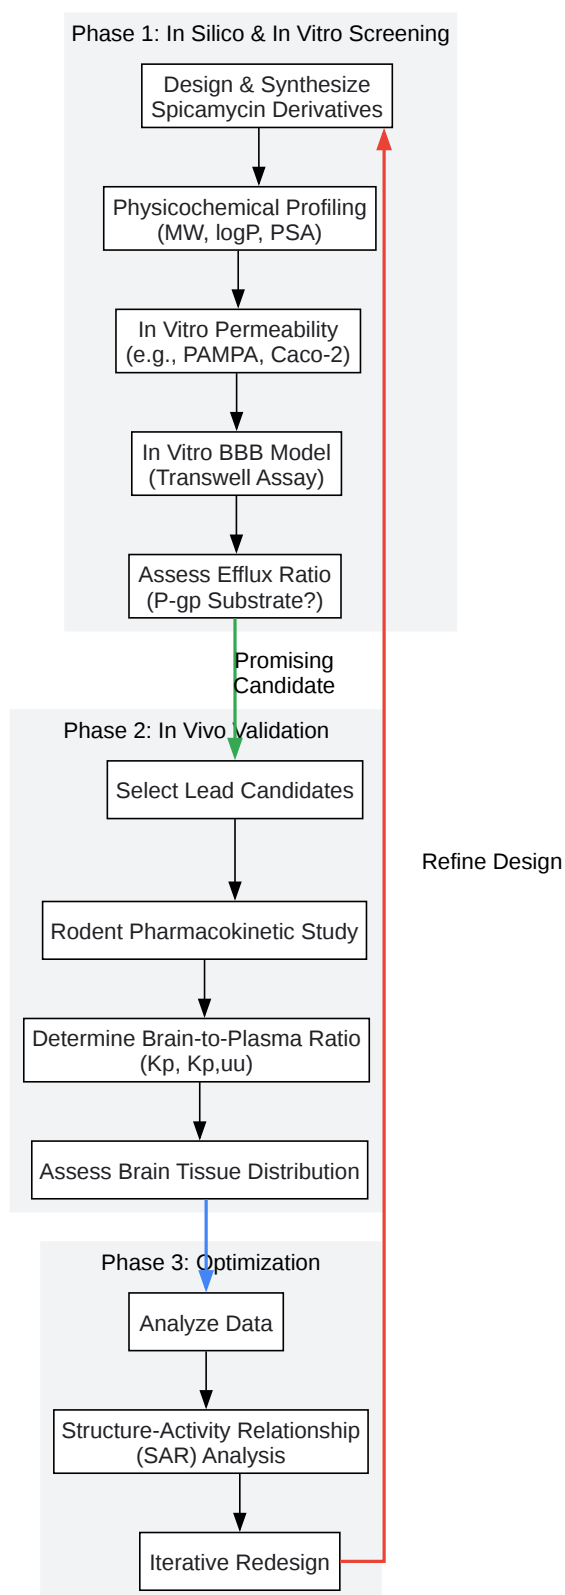 Phase 1: In Silico & In Vitro Screening
Design & Synthesize
Spicamycin Derivatives
Physicochemical Profiling
(MW, logP, PSA)
In Vitro Permeability
(e.g., PAMPA, Caco-2)
In Vitro BBB Model
(Transwell Assay)
Assess Efflux Ratio
(P-gp Substrate?)
Promising
Candidate
Phase 2: In Vivo Validation
Select Lead Candidates
Refine Design
Rodent Pharmacokinetic Study
Determine Brain-to-Plasma Ratio
(Kp, Kp,uu)
Assess Brain Tissue Distribution
Phase 3: Optimization
Analyze Data
Structure-Activity Relationship
(SAR) Analysis
Iterative Redesign